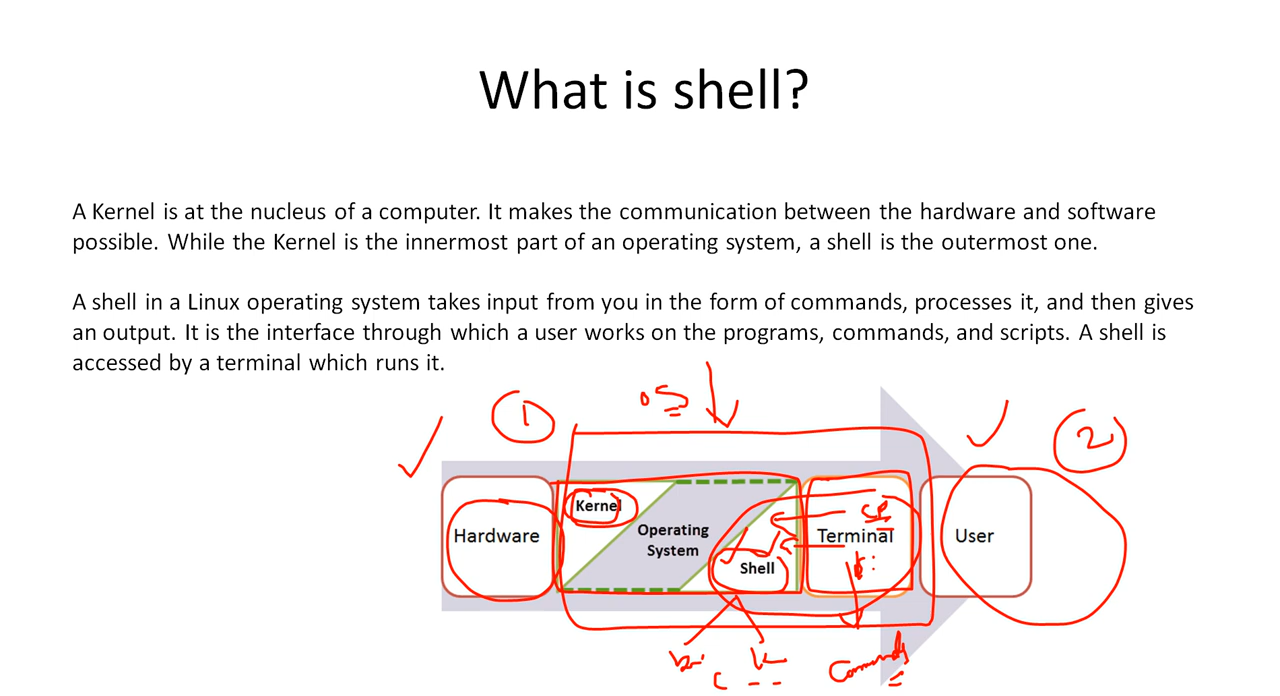 What is shell?
A Kernel is at the nucleus of a computer. It makes the communication between the hardware and software
possible. While the Kernel is the innermost part of an operating system, a shell is the outermost one.
A shell in a Linux operating system takes input from you in the form of commands, processes it, and then gives
an output. It is the interface through which a user works on the programs, commands, and scripts. A shell is
accessed by a terminal which runs it.
1
OS
2
Kernel
CP
Hardware
Operating
System
Terminal
User
Shell
Commands